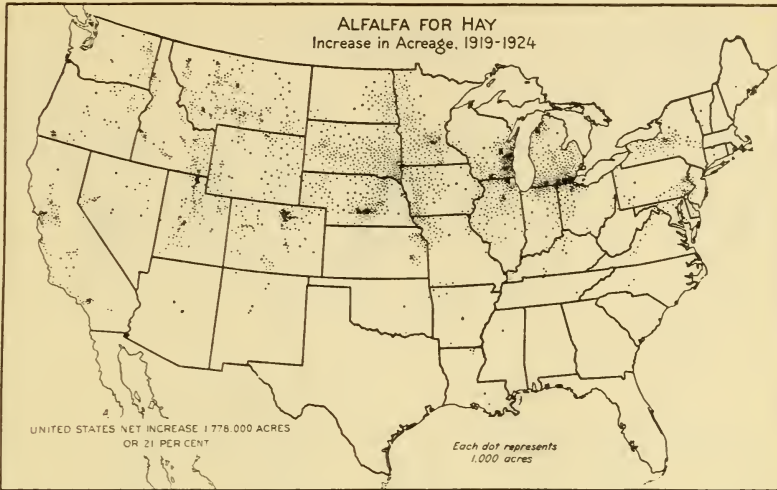 ALFALFA FOR HAY
Increase in Acreage, 1919-1924
UNITED STATES NET INCREASE 1 778.000 ACRES
OR 21 PER CENT
Each dot represents
1,000 acres